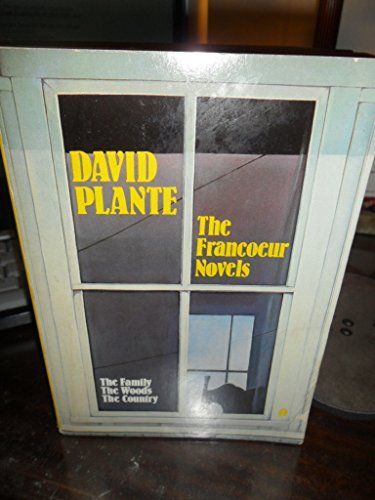 DAVID
PLANTE
The
Francoeur
Novels
The Family
The Woods
The Country